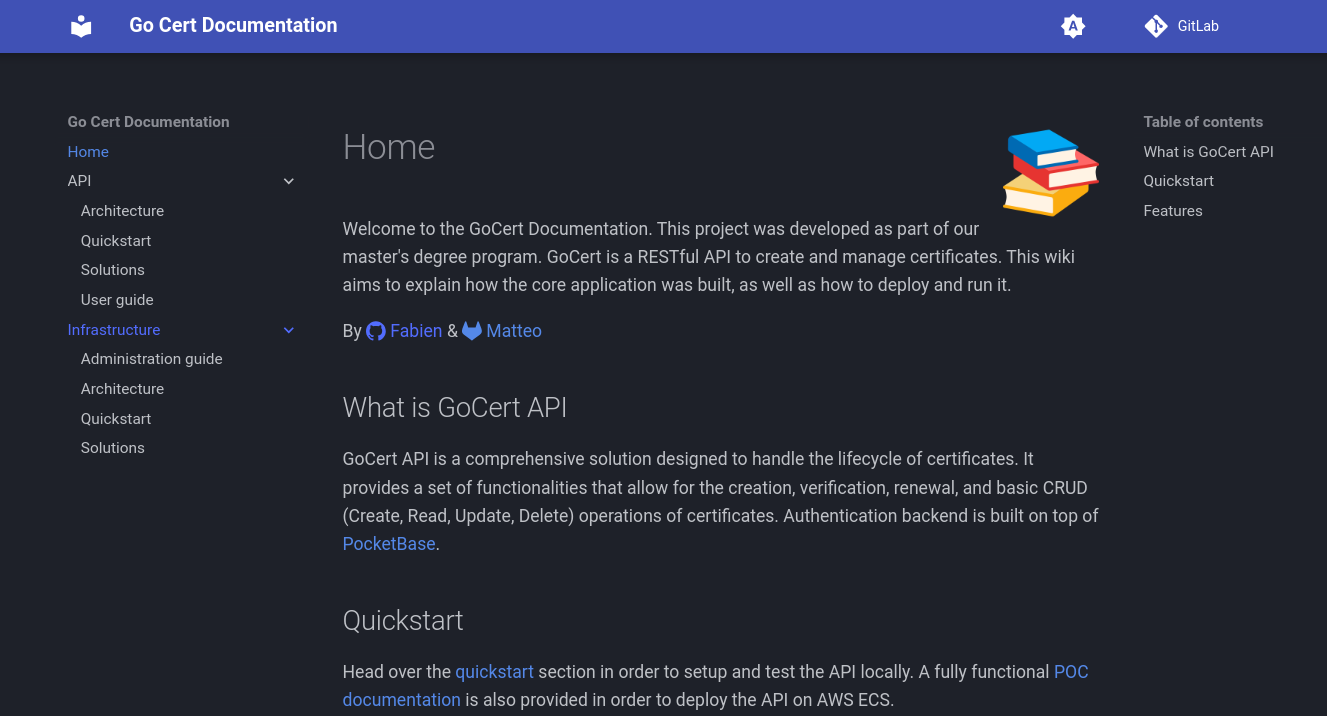 Go Cert Documentation
A
GitLab
Go Cert Documentation
Home
API
Architecture
Quickstart
Solutions
User guide
Infrastructure
Administration guide
Architecture
Quickstart
Solutions
Home
Welcome to the GoCert Documentation. This project was developed as part of our
master's degree program. GoCert is a RESTful API to create and manage certificates. This wiki
aims to explain how the core application was built, as well as how to deploy and run it.
By Fabien & Matteo
What is GoCert API
GoCert API is a comprehensive solution designed to handle the lifecycle of certificates. It
provides a set of functionalities that allow for the creation, verification, renewal, and basic CRUD
(Create, Read, Update, Delete) operations of certificates. Authentication backend is built on top of
PocketBase.
Quickstart
Head over the quickstart section in order to setup and test the API locally. A fully functional POC
documentation is also provided in order to deploy the API on AWS ECS.
Table of contents
What is GoCert API
Quickstart
Features